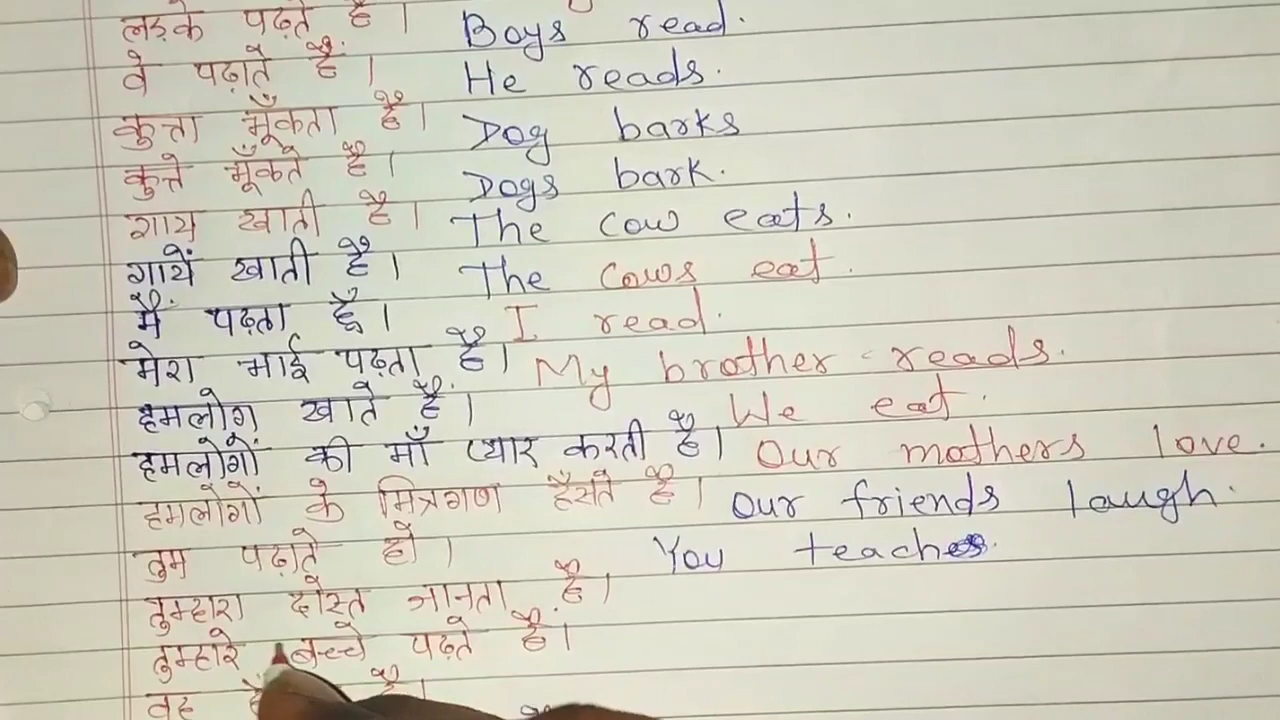 लड़के पढ़ते हैं। Boys read.
वे पढ़ाते हैं। He reads.
कुत्ता भूँकता है। Dog barks
कुत्ते भूँकते है। Dogs bark.
गाय खाती है। The Cow eats.
गायें खाती है। The Cows eat.
मैं पढ़ता हूँ। I read.
मेरा भाई पढ़ता है। My brother reads.
हमलोग खाते हैं। We eat.
हमलोगों की माँ प्यार करती है। Our mothers love.
हमलोगों के मित्रगण हँसते है। Our friends laugh.
तुम पढ़ाते हो। You teach
तुम्हारा दोस्त जानता है।
तुम्हारे बच्चे पढ़ते हैं।
वह है।